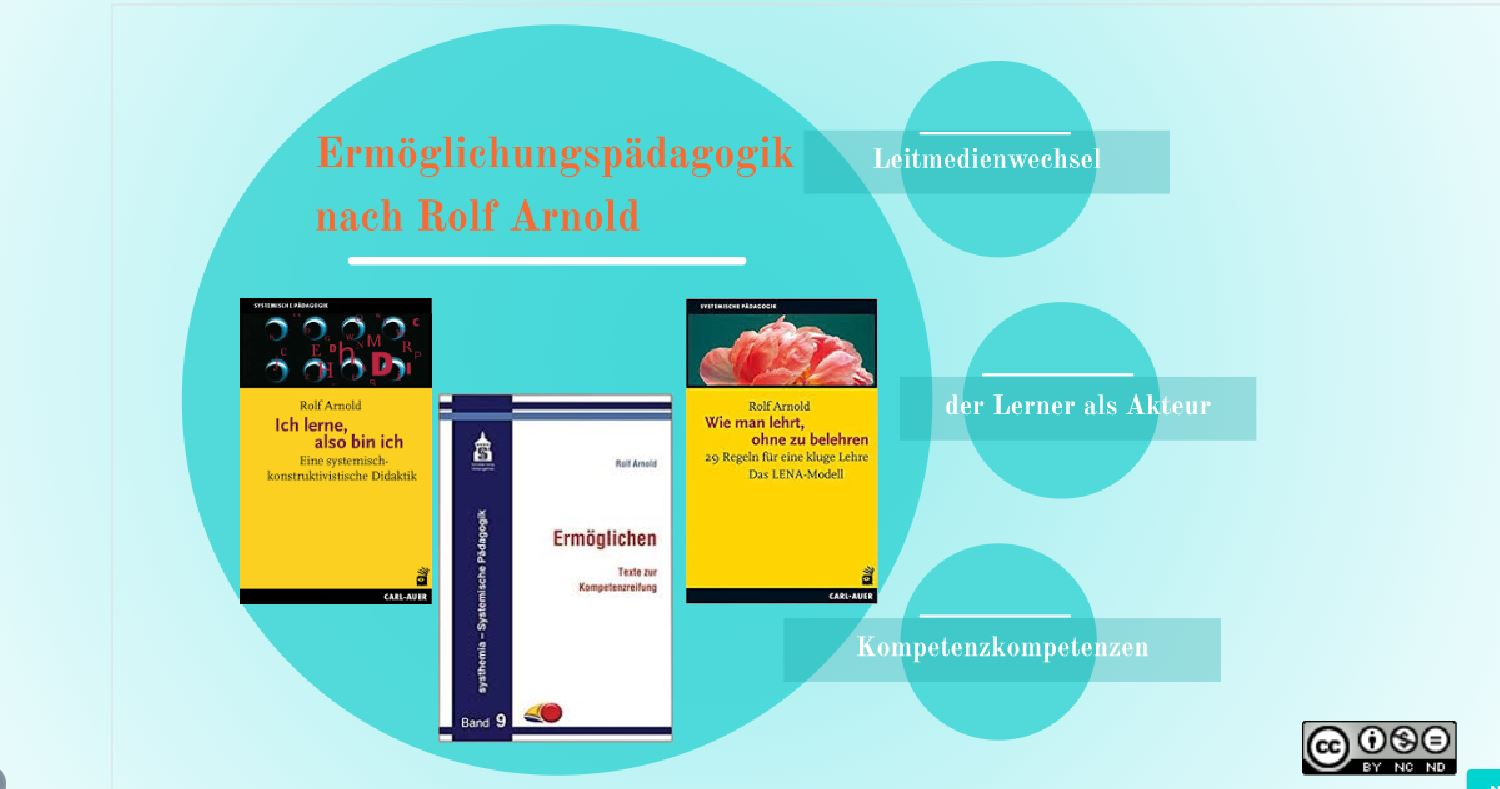 Ermöglichungspädagogik
nach Rolf Arnold
SYSTEMISCHE PÄDAGOGIK
Rolf Arnold
Ich lerne,
also bin ich
Eine systemisch-
konstruktivistische Didaktik
CARL-AUER
systhemia – Systemische Pädagogik
Band 9
Rolf Arnold
Ermöglichen
Texte zur
Kompetenzreifung
SYSTEMISCHE PÄDAGOGIK
Rolf Arnold
Wie man lehrt,
ohne zu belehren
29 Regeln für eine kluge Lehre
Das LENA-Modell
CARL-AUER
Leitmedienwechsel
der Lerner als Akteur
Kompetenzkompetenzen
cc
BY NC ND